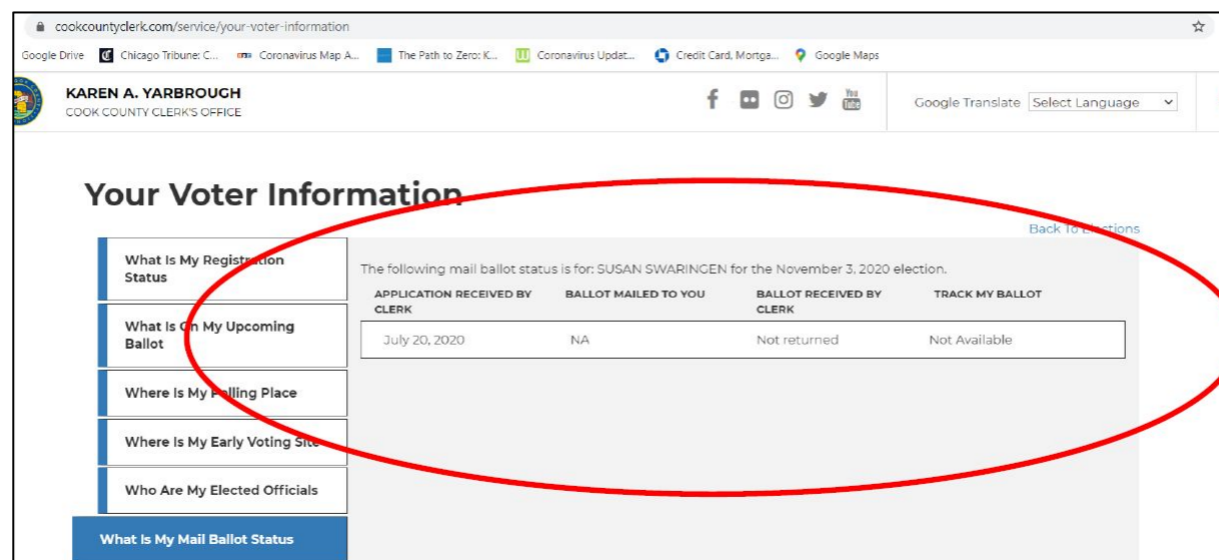 cookcountyclerk.com/service/your-voter-information
Google Drive Chicago Tribune: C... Coronavirus Map A... The Path to Zero: K... Coronavirus Updat... Credit Card, Mortga... Google Maps
KAREN A. YARBROUGH
COOK COUNTY CLERK'S OFFICE
You
Tube
Google Translate Select Language
Your Voter Information
Back To Elections
What Is My Registration
Status
The following mail ballot status is for: SUSAN SWARINGEN for the November 3, 2020 election.
APPLICATION RECEIVED BY
CLERK
BALLOT MAILED TO YOU
BALLOT RECEIVED BY
CLERK
TRACK MY BALLOT
July 20, 2020 NA Not returned Not Available
What Is On My Upcoming
Ballot
Where Is My Polling Place
Where Is My Early Voting Site
Who Are My Elected Officials
What Is My Mail Ballot Status